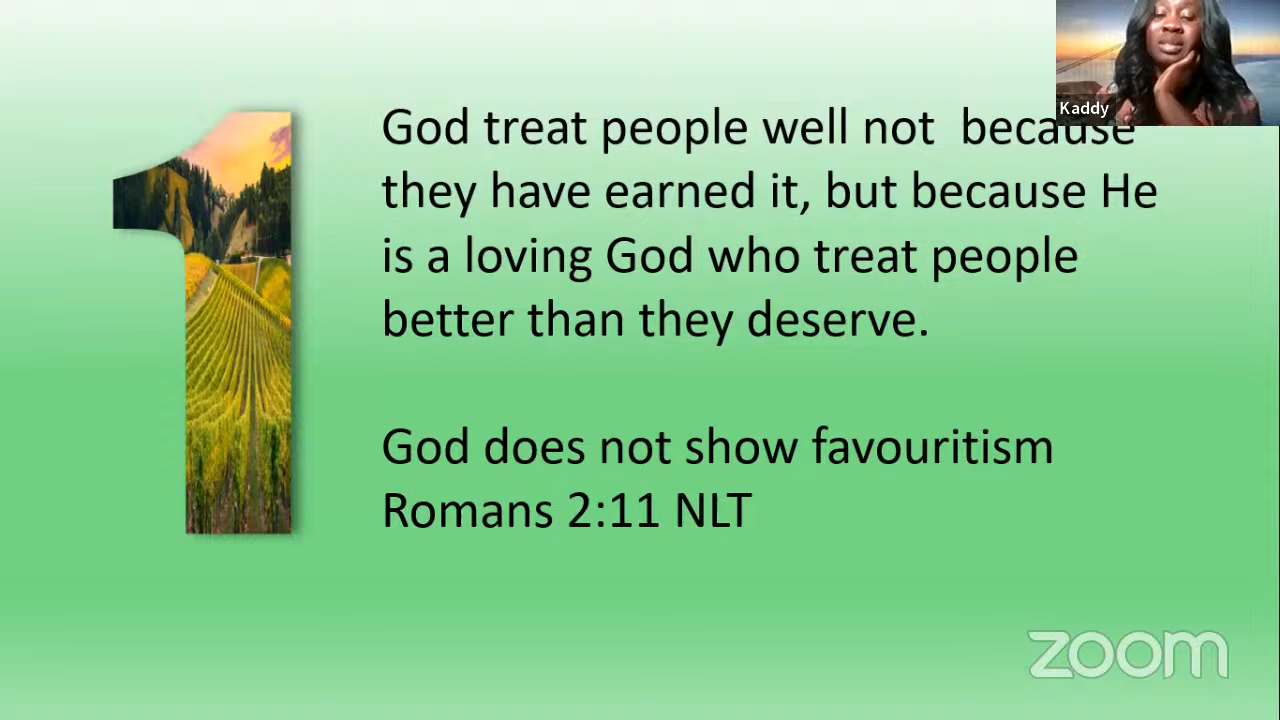 God treat people well not because
they have earned it, but because He
is a loving God who treat people
better than they deserve.
God does not show favouritism
Romans 2:11 NLT
1
Kaddy
zoom